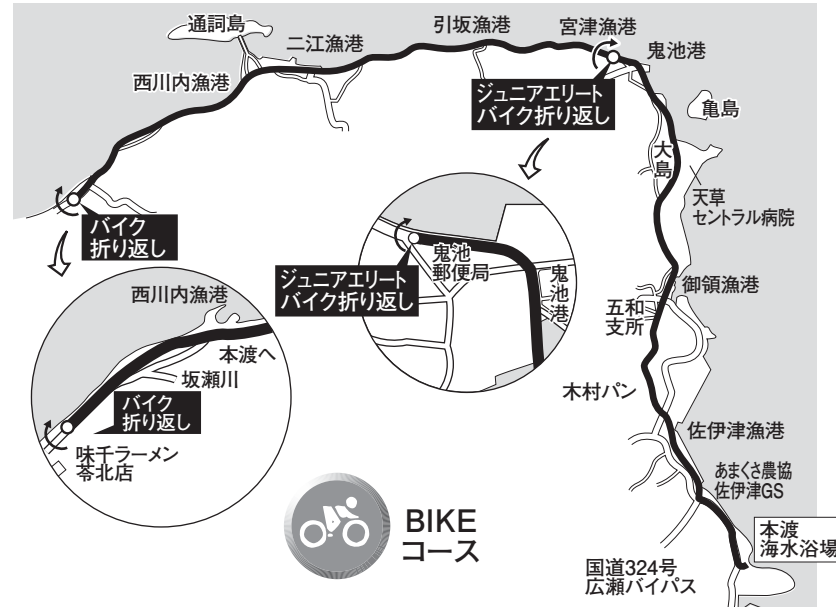 通詞島
二江漁港
引坂漁港
宮津漁港
鬼池港
西川内漁港
ジュニアエリート
バイク折り返し
亀島
大島
天草
セントラル病院
バイク
折り返し
鬼池
郵便局
鬼池港
ジュニアエリート
バイク折り返し
御領漁港
五和
支所
西川内漁港
本渡へ
坂瀬川
バイク
折り返し
味千ラーメン
苓北店
木村パン
佐伊津漁港
あまくさ農協
佐伊津GS
本渡
海水浴場
国道324号
広瀬バイパス
BIKE
コース